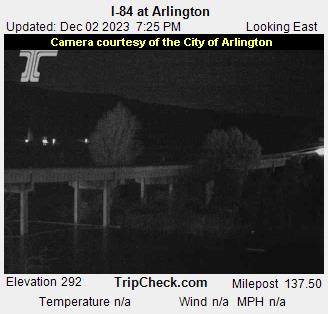 I-84 at Arlington
Updated: Dec 02 2023 7:25 PM Looking East
Camera courtesy of the City of Arlington
Elevation 292 TripCheck.com Milepost 137.50
Temperature n/a Wind n/a MPH n/a